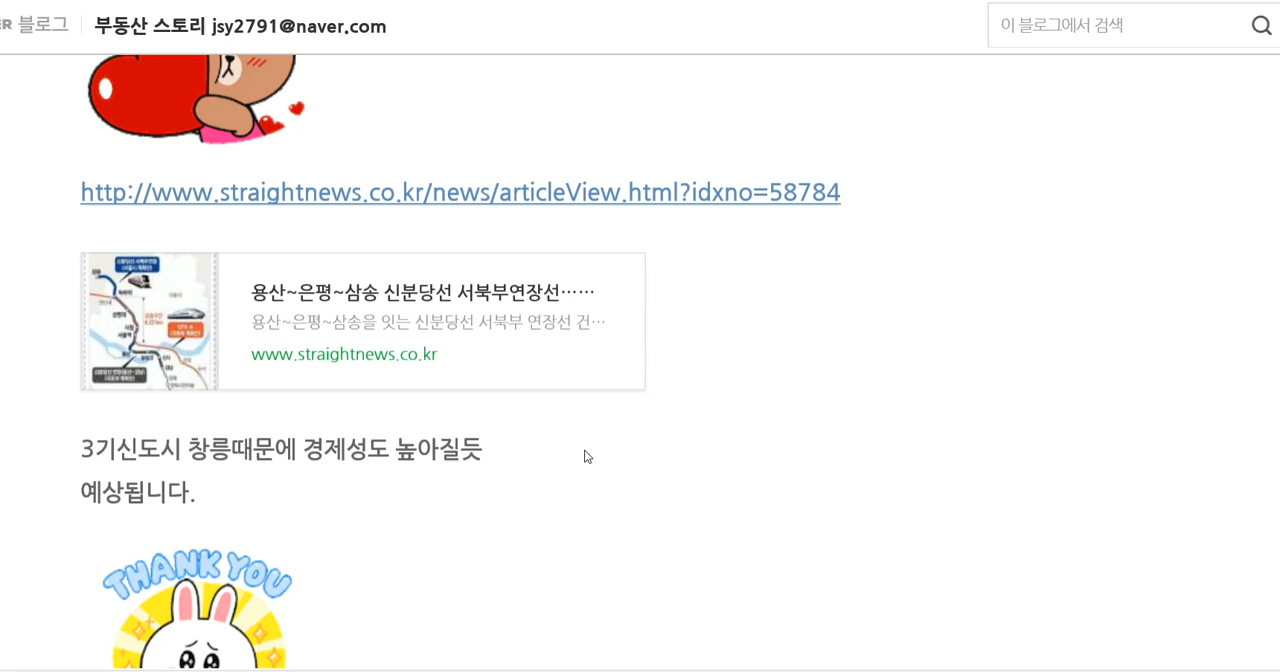 블로그
부동산 스토리 jsy2791@naver.com
이 블로그에서 검색
http://www.straightnews.co.kr/news/articleView.html?idxno=58784
용산~은평~삼송 신분당선 서북부연장선……
용산~은평~삼송을 잇는 신분당선 서북부 연장선 건…
www.straightnews.co.kr
3기신도시 창릉때문에 경제성도 높아질듯
예상됩니다.
THANK YOU